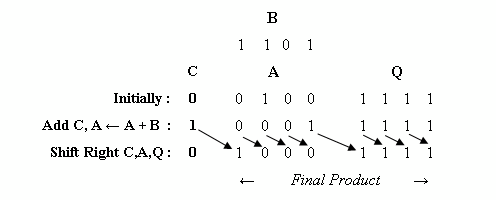 B
1 1 0 1
C A Q
Initially : 0 0 1 0 0 1 1 1 1
Add C, A ← A + B : 1 0 0 0 1 1 1 1 1
Shift Right C,A,Q : 0 1 0 0 0 1 1 1 1
← Final Product →